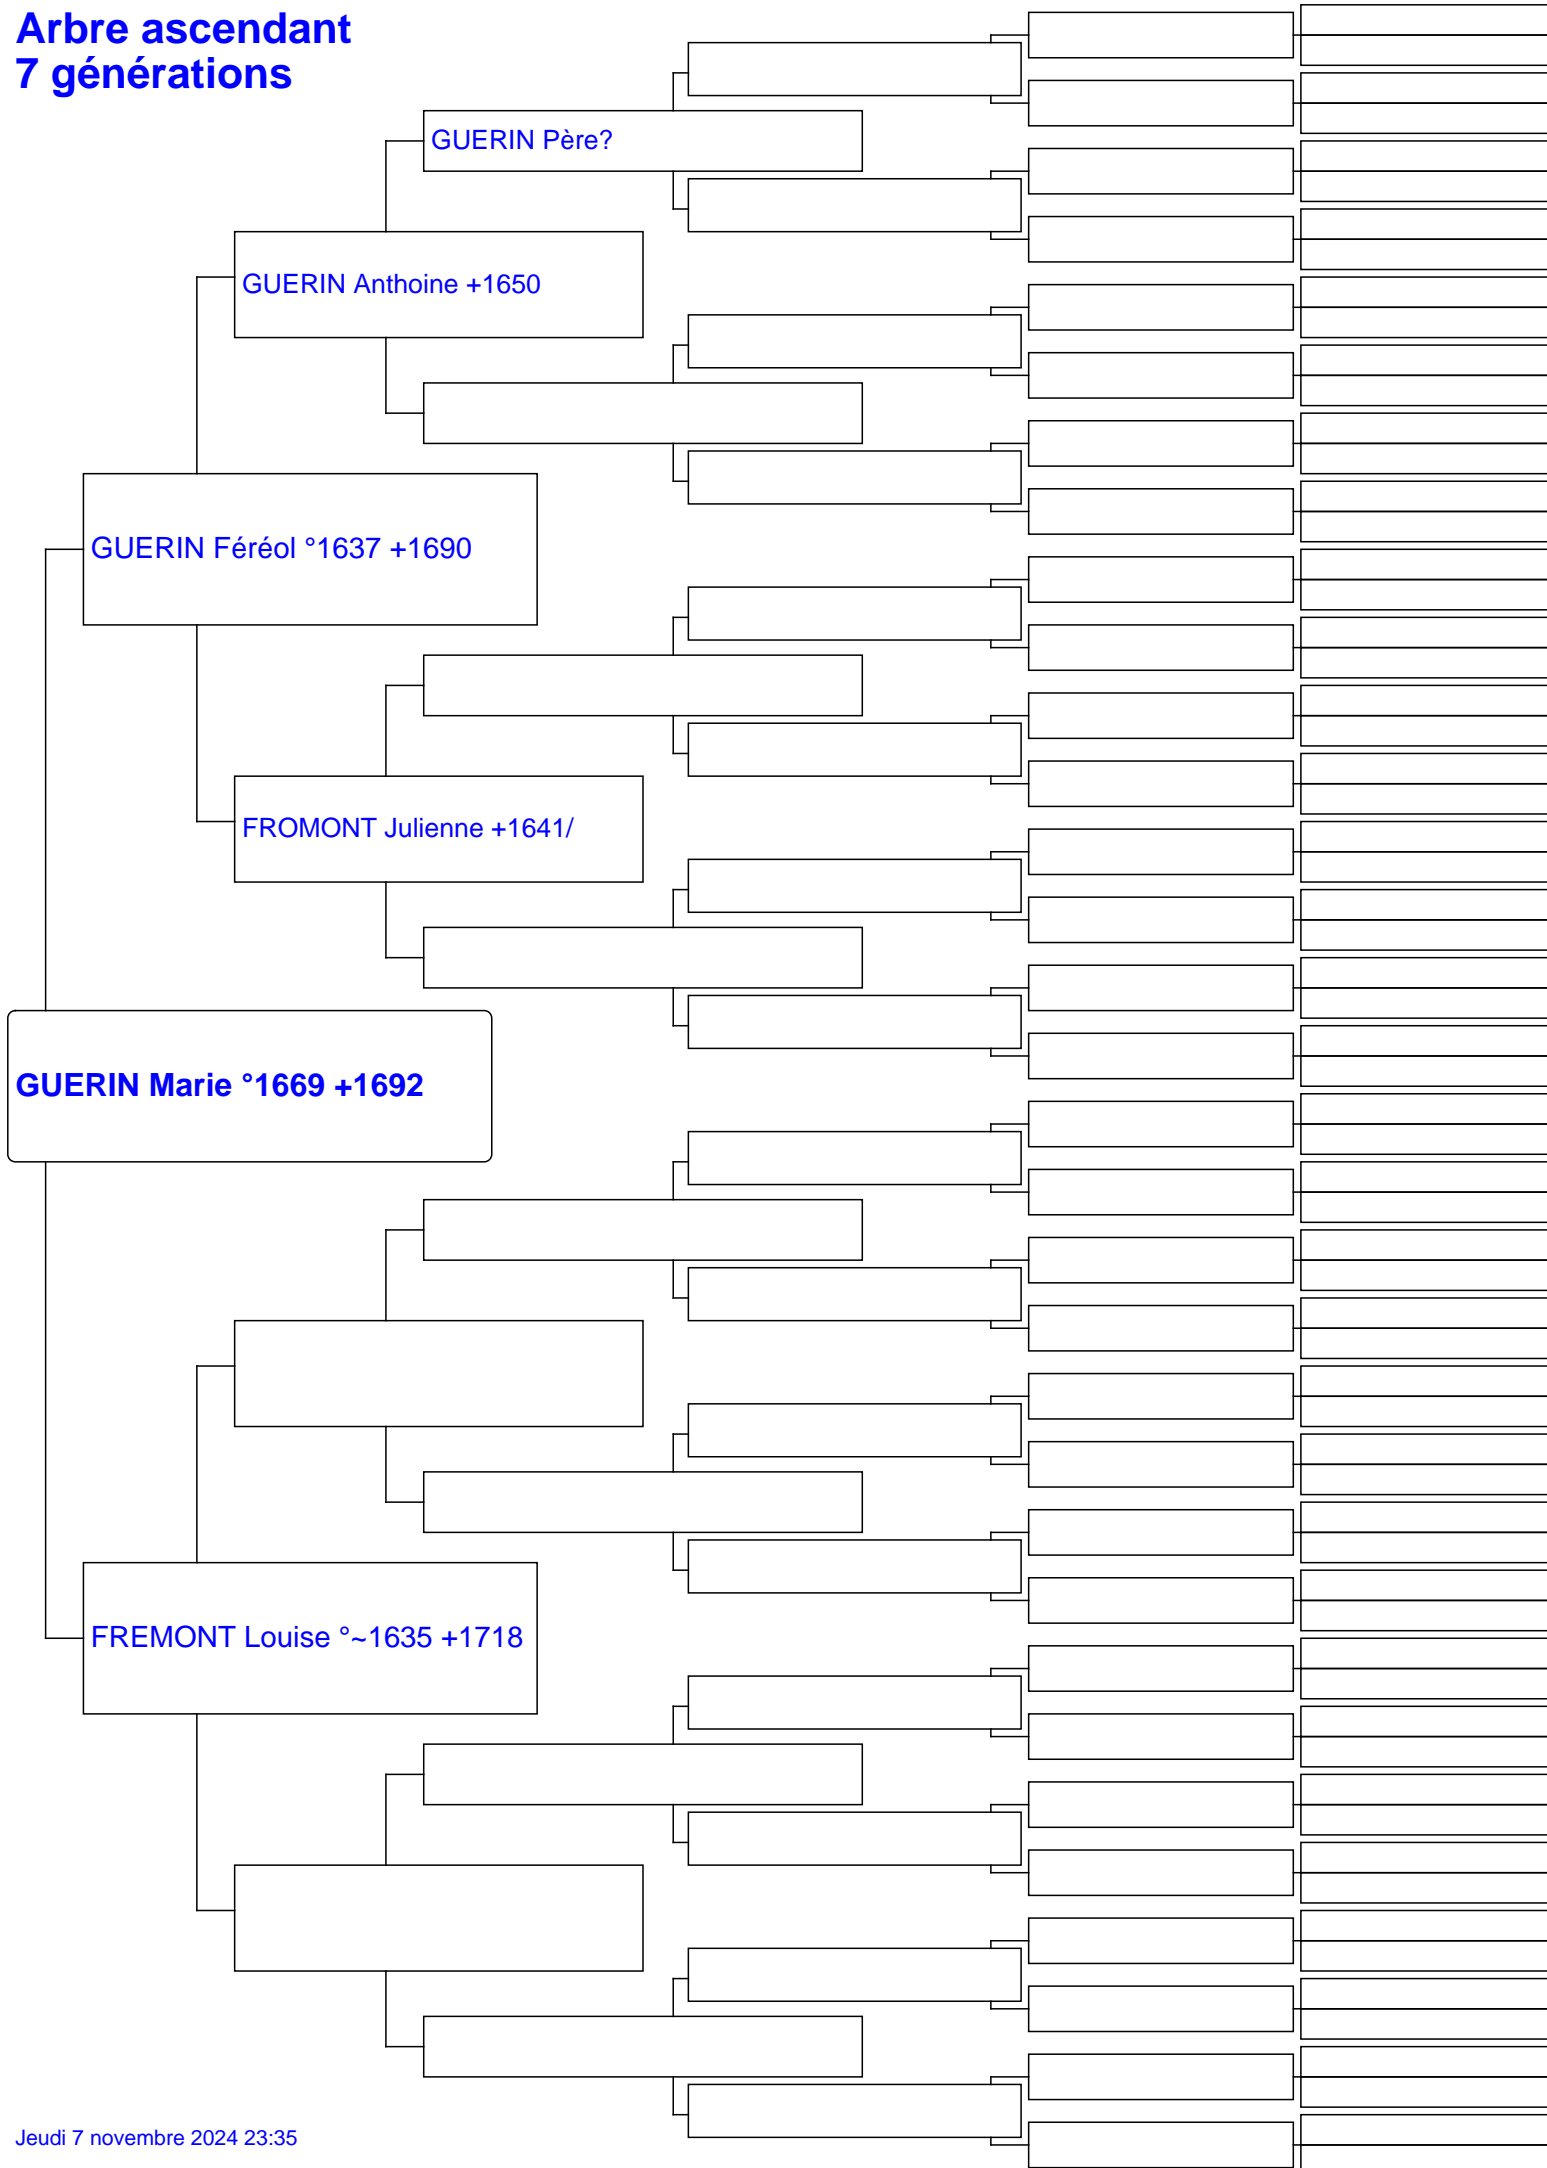 Arbre ascendant
7 générations
GUERIN Père?
GUERIN Anthoine +1650
GUERIN Féréol °1637 +1690
FROMONT Julienne +1641/
GUERIN Marie °1669 +1692
FREMONT Louise °~1635 +1718
Jeudi 7 novembre 2024 23:35